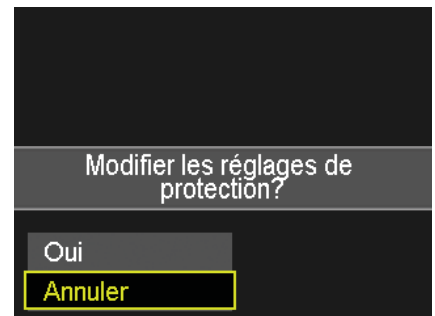 Modifier les réglages de
protection?
Oui
Annuler